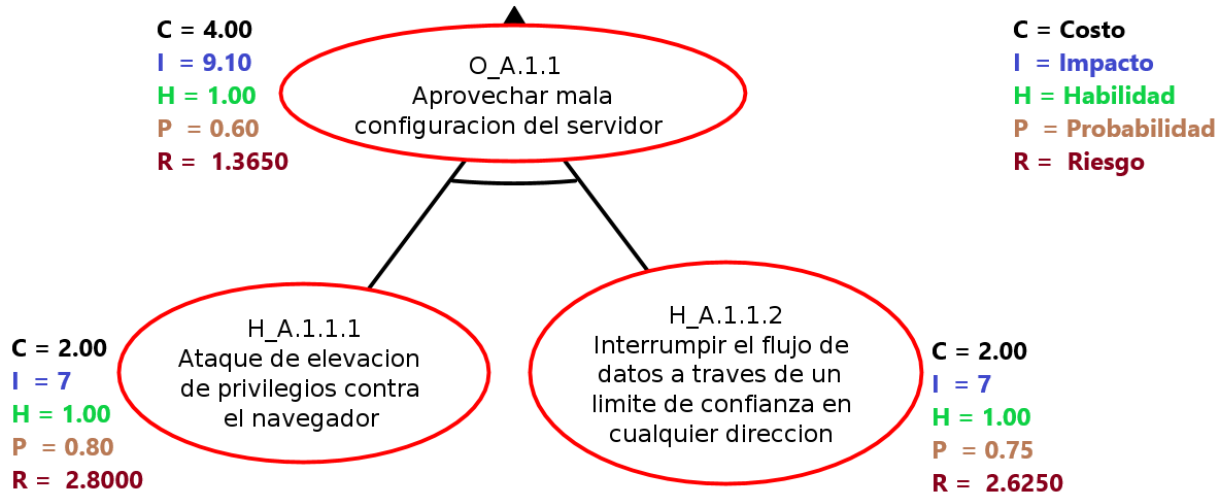 C = 4.00
I = 9.10
H = 1.00
P = 0.60
R = 1.3650
O_A.1.1
Aprovechar mala
configuracion del servidor
C = Costo
I = Impacto
H = Habilidad
P = Probabilidad
R = Riesgo
C = 2.00
I = 7
H = 1.00
P = 0.80
R = 2.8000
H_A.1.1.1
Ataque de elevacion
de privilegios contra
el navegador
H_A.1.1.2
Interrumpir el flujo de
datos a traves de un
limite de confianza en
cualquier direccion
C = 2.00
I = 7
H = 1.00
P = 0.75
R = 2.6250